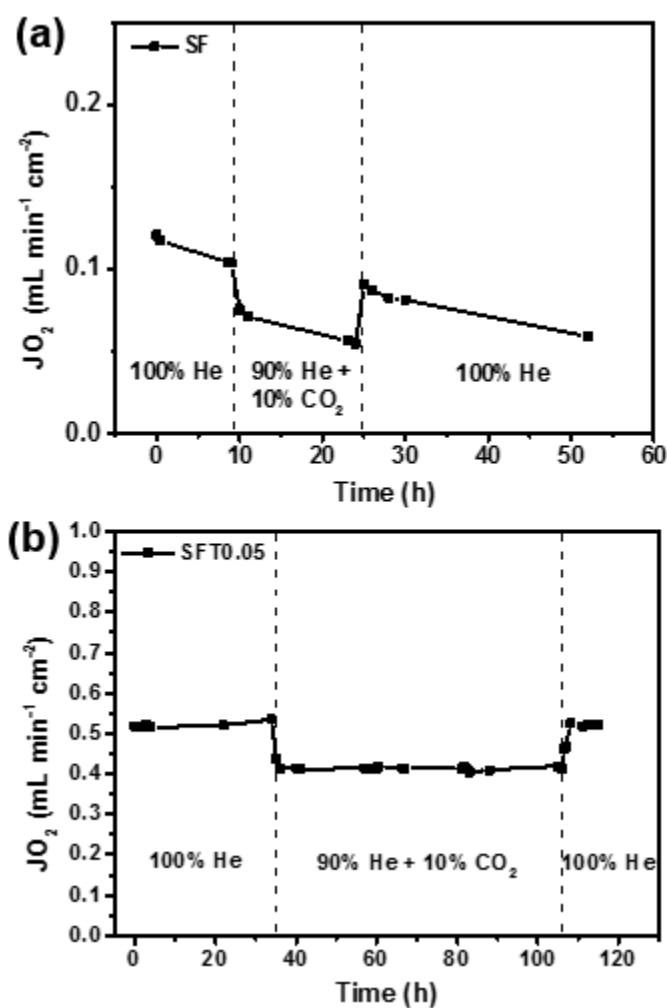 (a)
SF
0.2
0.1
0.0
JO₂ (mL min⁻¹ cm⁻²)
100% He
90% He +
10% CO₂
100% He
0 10 20 30 40 50 60
Time (h)
(b)
SFT0.05
1.0
0.9
0.8
0.7
0.6
0.5
0.4
0.3
0.2
0.1
0.0
JO₂ (mL min⁻¹ cm⁻²)
100% He
90% He + 10% CO₂
100% He
0 20 40 60 80 100 120
Time (h)